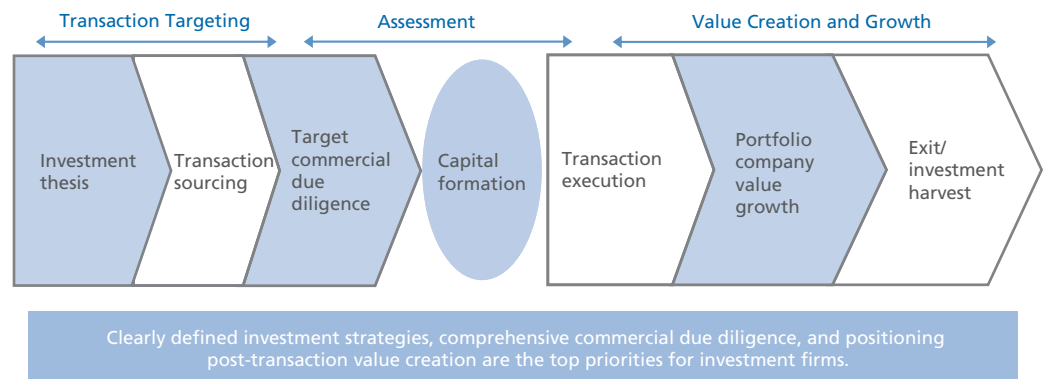 Transaction Targeting
Assessment
Value Creation and Growth
Investment
thesis
Transaction
sourcing
Target
commercial
due
diligence
Capital
formation
Transaction
execution
Portfolio
company
value
growth
Exit/
investment
harvest
Clearly defined investment strategies, comprehensive commercial due diligence, and positioning
post-transaction value creation are the top priorities for investment firms.